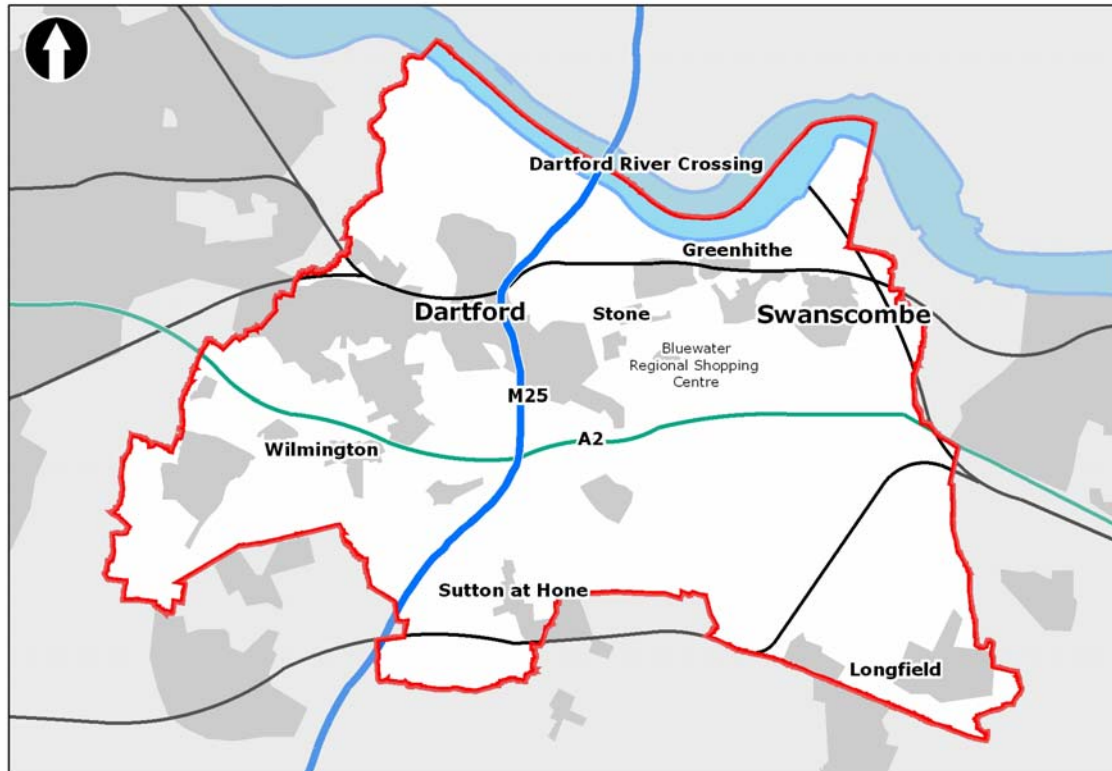 Dartford River Crossing
Greenhithe
Dartford
Stone
Swanscombe
Bluewater
Regional Shopping
Centre
M25
A2
Wilmington
Sutton at Hone
Longfield